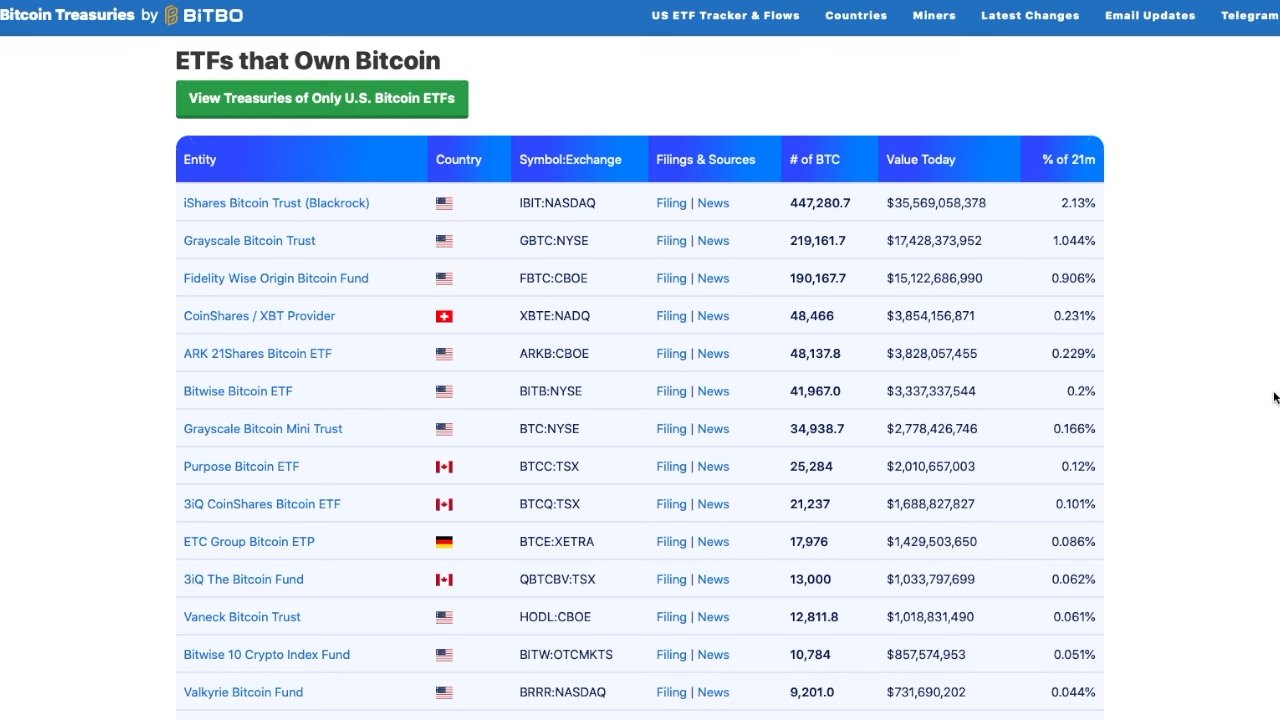 Bitcoin Treasuries by BiTBO US ETF Tracker & Flows Countries Miners Latest Changes Email Updates Telegram
ETFs that Own Bitcoin
View Treasuries of Only U.S. Bitcoin ETFs
Entity Country Symbol:Exchange Filings & Sources # of BTC Value Today % of 21m
iShares Bitcoin Trust (Blackrock) IBIT:NASDAQ Filing | News 447,280.7 $35,569,058,378 2.13%
Grayscale Bitcoin Trust GBTC:NYSE Filing | News 219,161.7 $17,428,373,952 1.044%
Fidelity Wise Origin Bitcoin Fund FBTC:CBOE Filing | News 190,167.7 $15,122,686,990 0.906%
CoinShares / XBT Provider XBTE:NADQ Filing | News 48,466 $3,854,156,871 0.231%
ARK 21Shares Bitcoin ETF ARKB:CBOE Filing | News 48,137.8 $3,828,057,455 0.229%
Bitwise Bitcoin ETF BITB:NYSE Filing | News 41,967.0 $3,337,337,544 0.2%
Grayscale Bitcoin Mini Trust BTC:NYSE Filing | News 34,938.7 $2,778,426,746 0.166%
Purpose Bitcoin ETF BTCC:TSX Filing | News 25,284 $2,010,657,003 0.12%
3iQ CoinShares Bitcoin ETF BTCQ:TSX Filing | News 21,237 $1,688,827,827 0.101%
ETC Group Bitcoin ETP BTCE:XETRA Filing | News 17,976 $1,429,503,650 0.086%
3iQ The Bitcoin Fund QBTCBV:TSX Filing | News 13,000 $1,033,797,699 0.062%
Vaneck Bitcoin Trust HODL:CBOE Filing | News 12,811.8 $1,018,831,490 0.061%
Bitwise 10 Crypto Index Fund BITW:OTCMKTS Filing | News 10,784 $857,574,953 0.051%
Valkyrie Bitcoin Fund BRRR:NASDAQ Filing | News 9,201.0 $731,690,202 0.044%